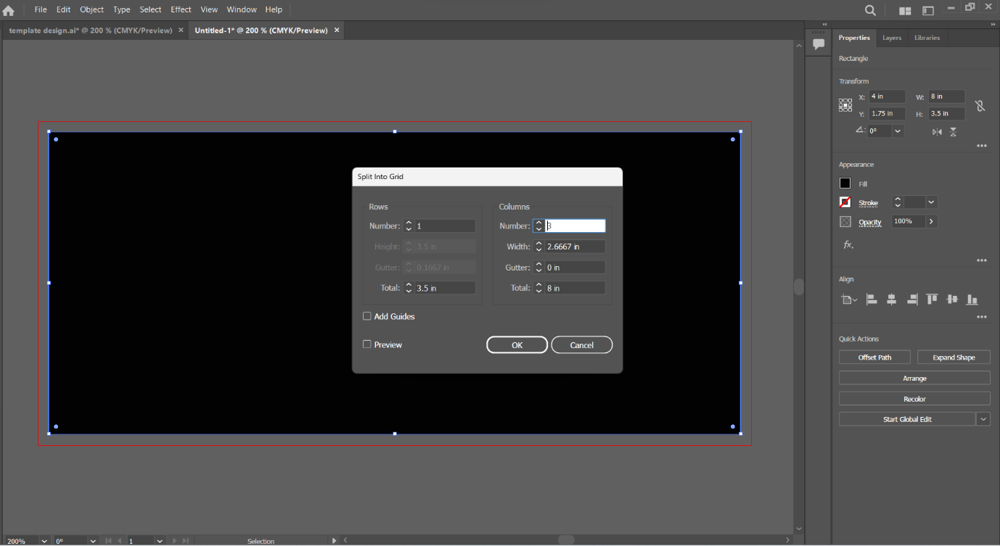 File Edit Object Type Select Effect View Window Help
template design.ai* @ 200 % (CMYK/Preview) × Untitled-1* @ 200 % (CMYK/Preview) ×
Properties Layers Libraries
Rectangle
Transform
X: 4 in W: 8 in
Y: 1.75 in H: 3.5 in
0°
Appearance
Fill
Stroke
Opacity 100%
fx.
Align
Quick Actions
Offset Path Expand Shape
Arrange
Recolor
Start Global Edit
Split Into Grid
Rows Columns
Number: 1 Number: 3
Height: 3.5 in Width: 2.6667 in
Gutter: 0.1667 in Gutter: 0 in
Total: 3.5 in Total: 8 in
Add Guides
Preview OK Cancel
200% 0° 1 Selection